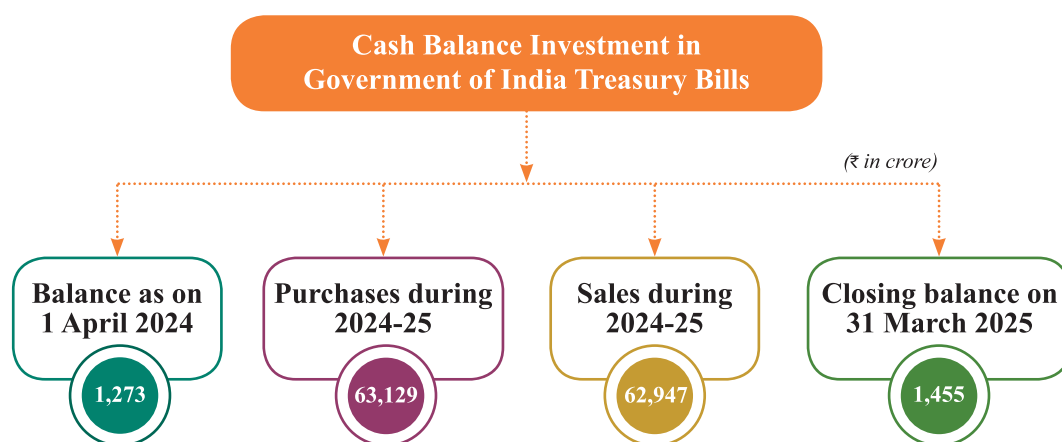 Cash Balance Investment in
Government of India Treasury Bills
(₹ in crore)
Balance as on
1 April 2024
1,273
Purchases during
2024-25
63,129
Sales during
2024-25
62,947
Closing balance on
31 March 2025
1,455